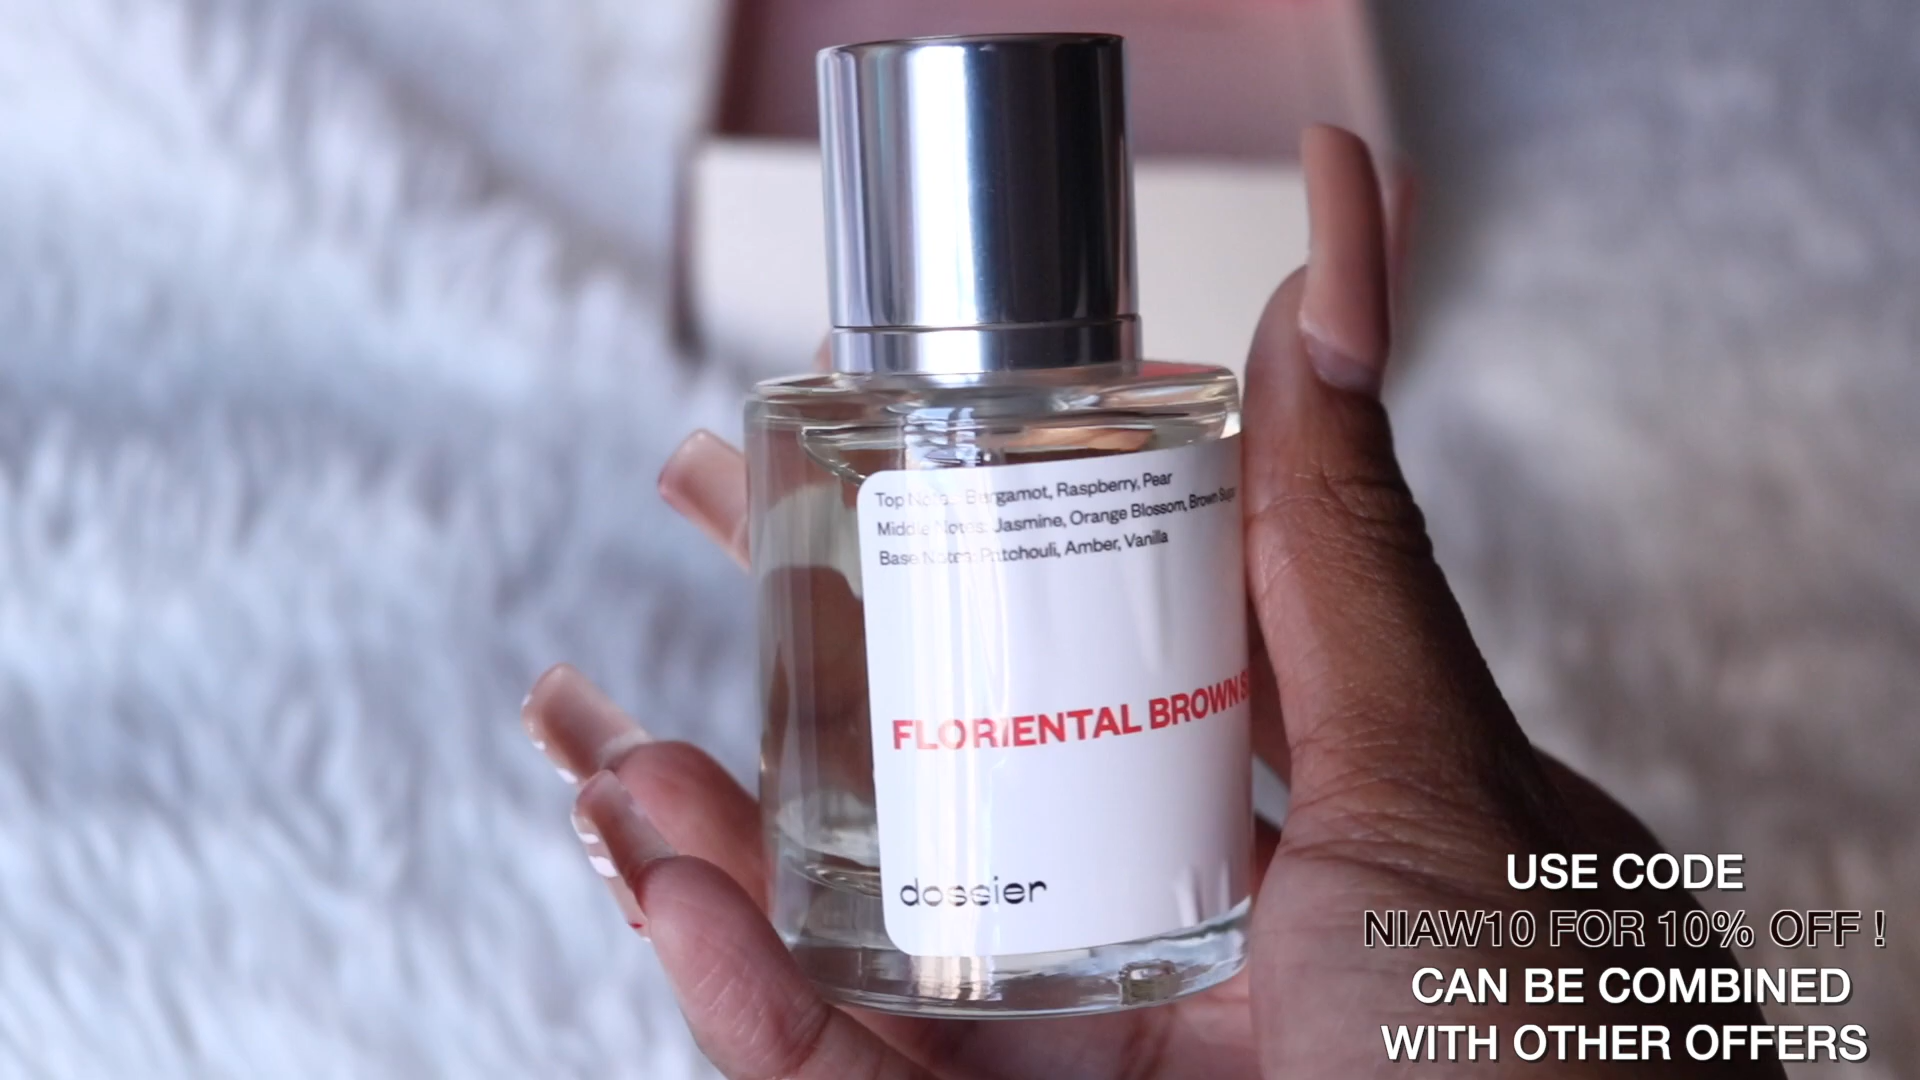 Top Notes: Bergamot, Raspberry, Pear
Middle Notes: Jasmine, Orange Blossom, Brown Sugar
Base Notes: Patchouli, Amber, Vanilla
FLORIENTAL BROWN
dossier
USE CODE
NIAW10 FOR 10% OFF !
CAN BE COMBINED
WITH OTHER OFFERS